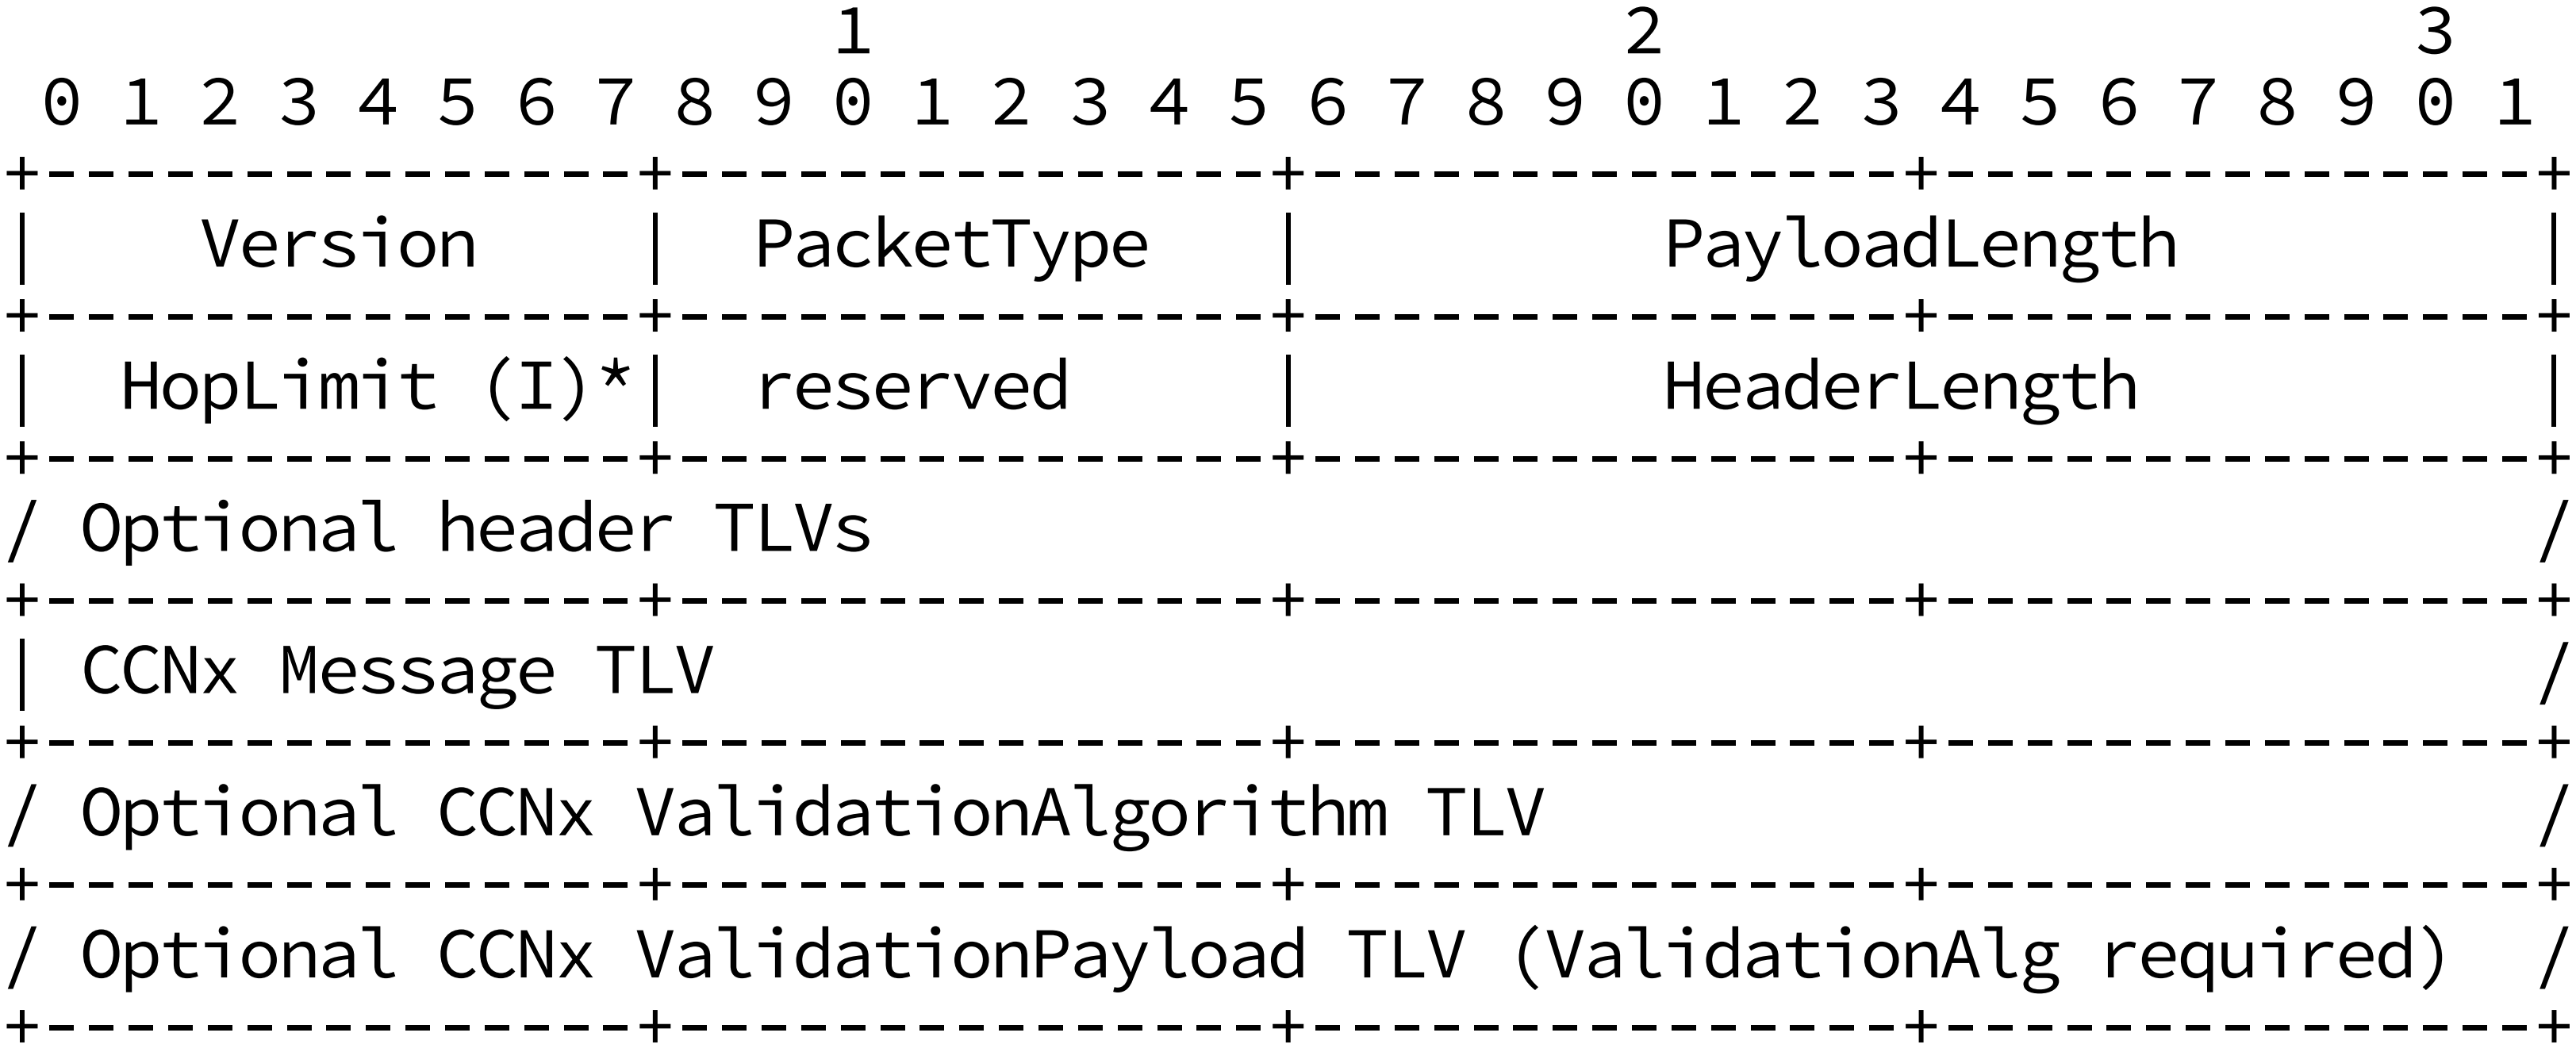 1                   2                   3
 0 1 2 3 4 5 6 7 8 9 0 1 2 3 4 5 6 7 8 9 0 1 2 3 4 5 6 7 8 9 0 1
+---------------+---------------+---------------+---------------+
|    Version    |  PacketType   |         PayloadLength         |
+---------------+---------------+---------------+---------------+
|  HopLimit (I)*|  reserved     |         HeaderLength          |
+---------------+---------------+---------------+---------------+
/ Optional header TLVs                                          /
+---------------+---------------+---------------+---------------+
| CCNx Message TLV                                              /
+---------------+---------------+---------------+---------------+
/ Optional CCNx ValidationAlgorithm TLV                         /
+---------------+---------------+---------------+---------------+
/ Optional CCNx ValidationPayload TLV (ValidationAlg required)  /
+---------------+---------------+---------------+---------------+